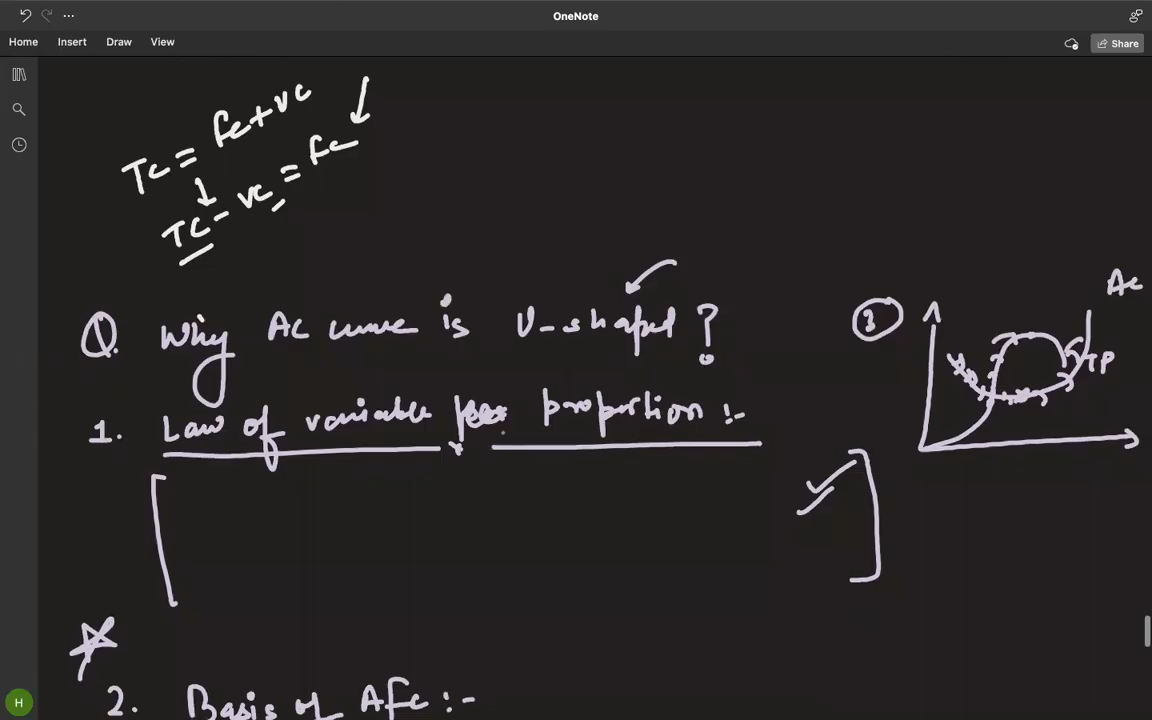 OneNote
Home Insert Draw View
Share
Tc = fc+vc
Tc - vc = fc
Q. Why Ac curve is U-shaped ?
1. Law of variable proportion :-
3
Ac
TP
2. Basis of Afc :-
H